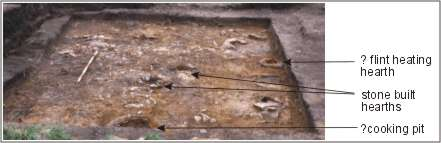 ? flint heating
hearth
stone built
hearths
?cooking pit